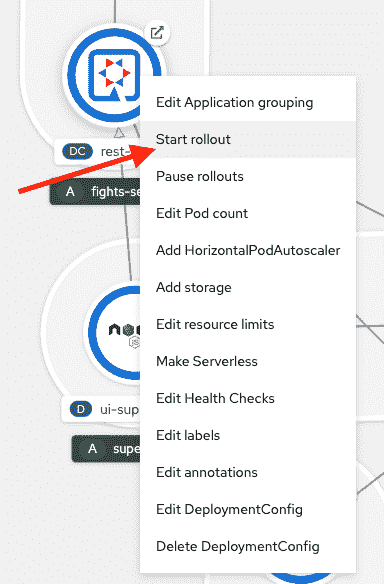 Edit Application grouping
Start rollout
DC rest-
Pause rollouts
A fights-se
Edit Pod count
Add HorizontalPodAutoscaler
Add storage
Edit resource limits
Make Serverless
Edit Health Checks
D ui-sup
Edit labels
A supe
Edit annotations
Edit DeploymentConfig
Delete DeploymentConfig